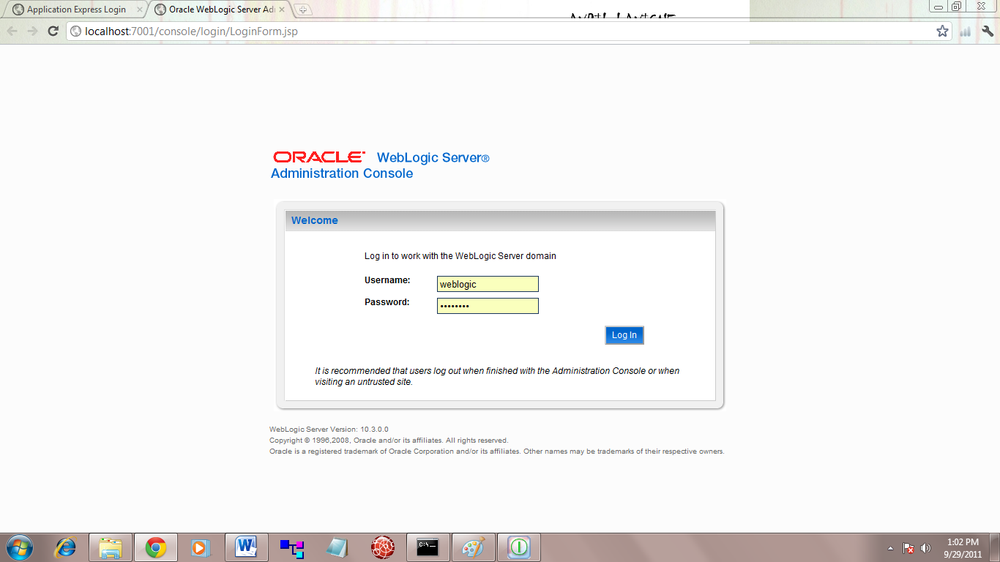 Application Express Login
Oracle WebLogic Server Ad
localhost:7001/console/login/LoginForm.jsp
ORACLE WebLogic Server®
Administration Console
Welcome
Log in to work with the WebLogic Server domain
Username:
weblogic
Password:
••••••••
Log In
It is recommended that users log out when finished with the Administration Console or when
visiting an untrusted site.
WebLogic Server Version: 10.3.0.0
Copyright © 1996,2008, Oracle and/or its affiliates. All rights reserved.
Oracle is a registered trademark of Oracle Corporation and/or its affiliates. Other names may be trademarks of their respective owners.
C:\_
1:02 PM
9/29/2011